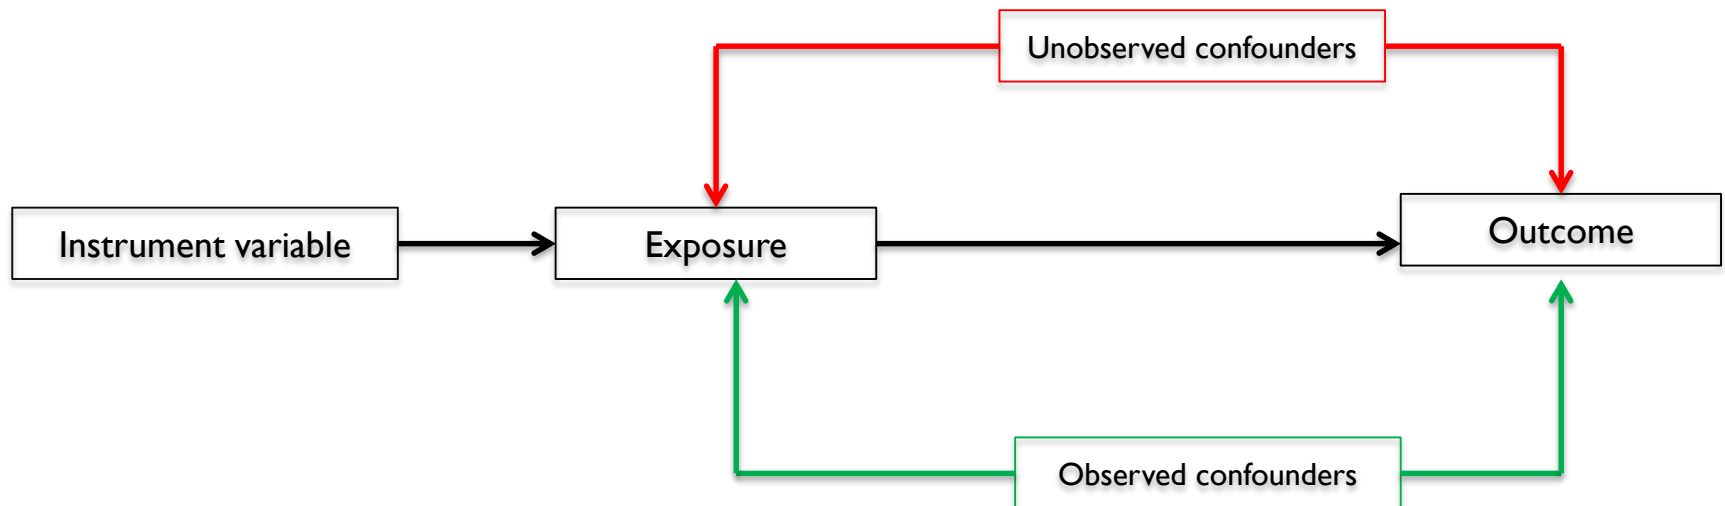 Unobserved confounders
Instrument variable
Exposure
Outcome
Observed confounders